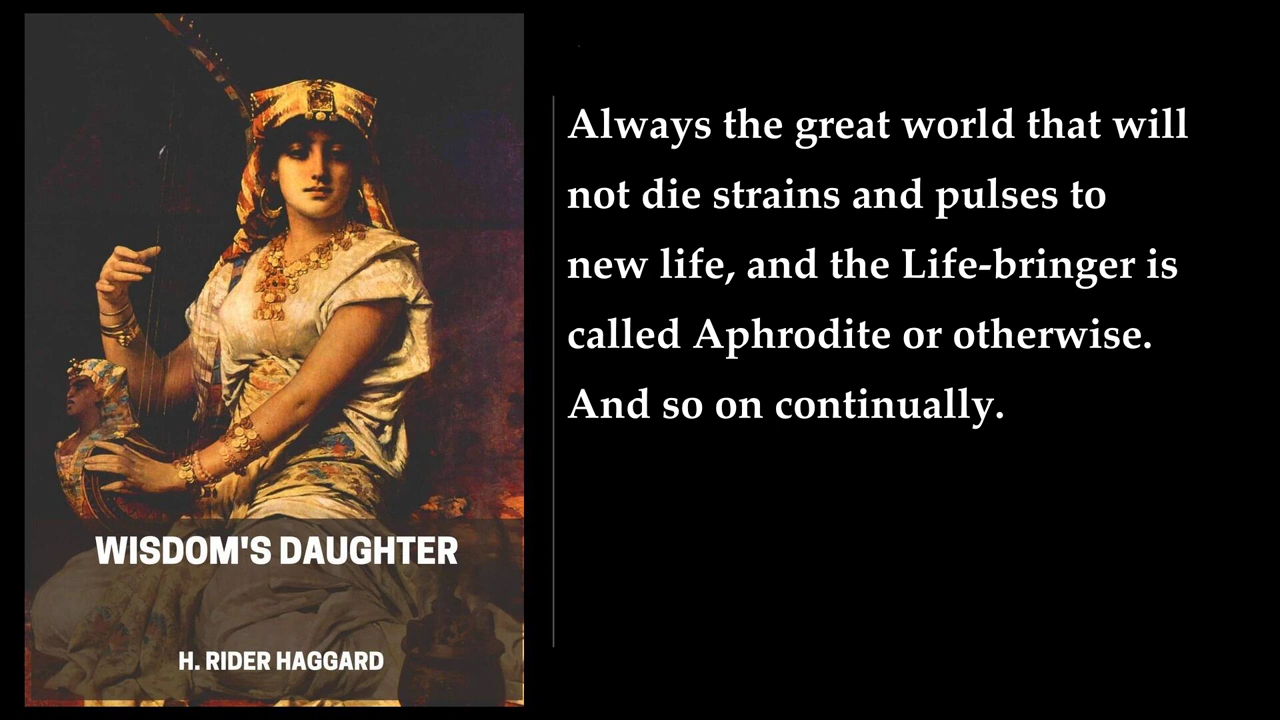 WISDOM'S DAUGHTER
H. RIDER HAGGARD
Always the great world that will
not die strains and pulses to
new life, and the Life-bringer is
called Aphrodite or otherwise.
And so on continually.